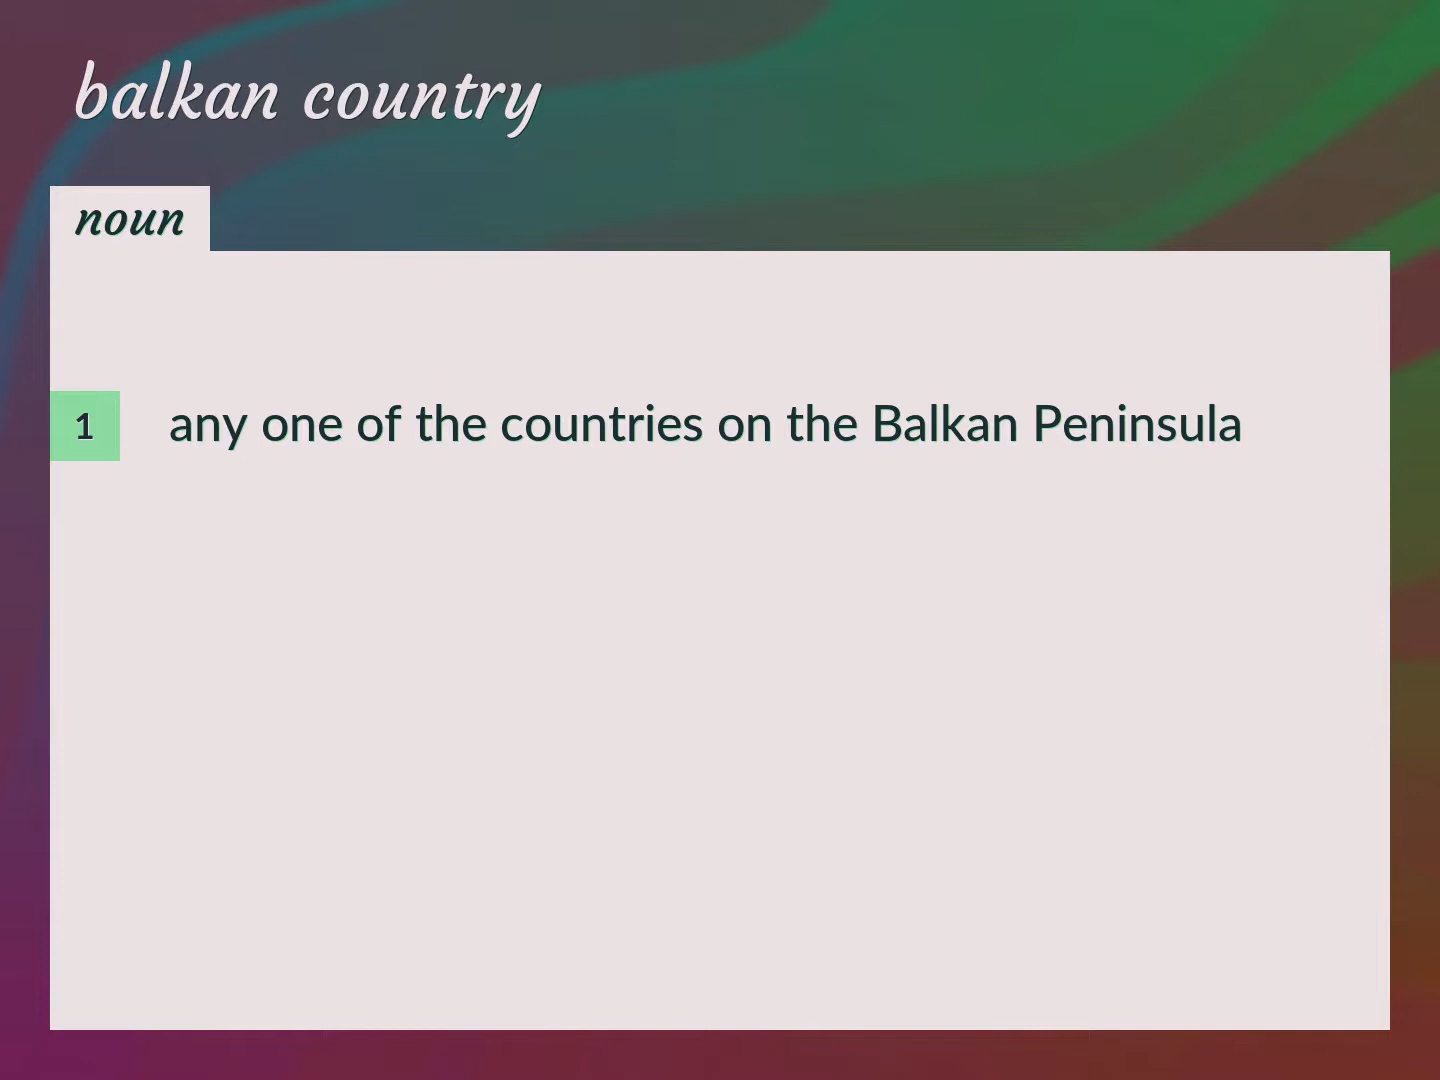 balkan country
noun
1 any one of the countries on the Balkan Peninsula